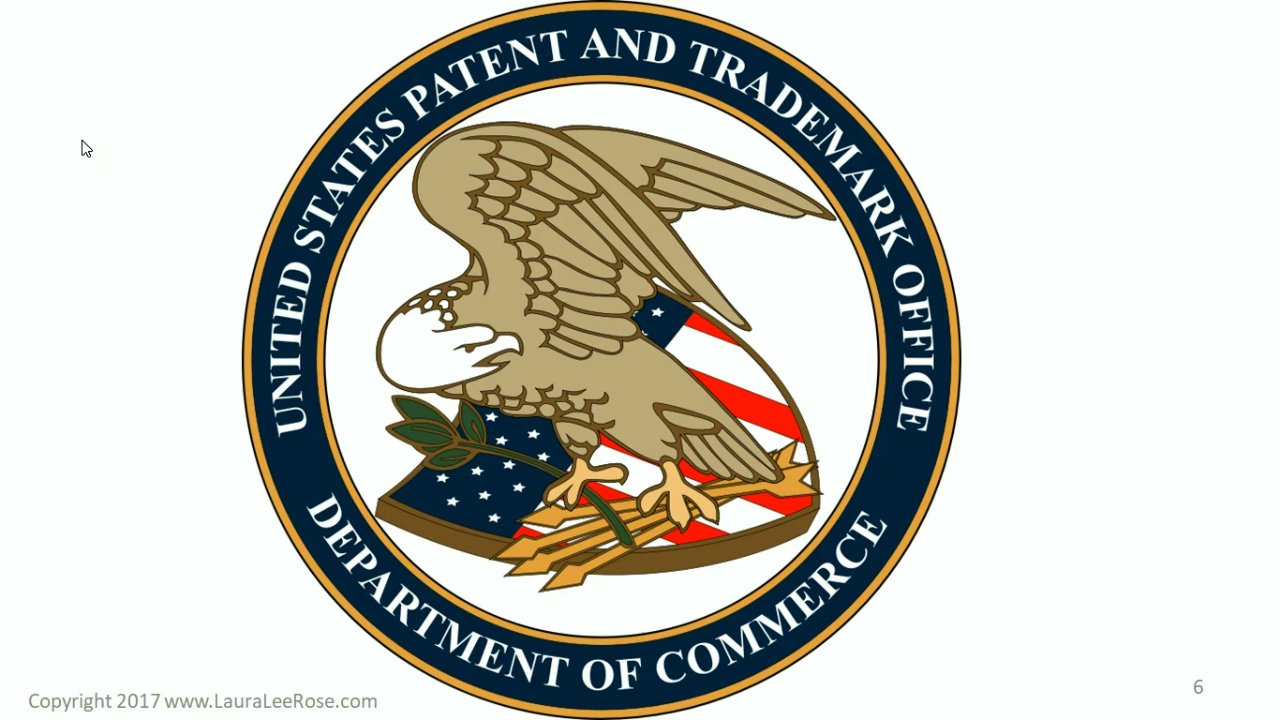 UNITED STATES PATENT AND TRADEMARK OFFICE
DEPARTMENT OF COMMERCE
Copyright 2017 www.LauraLeeRose.com
6